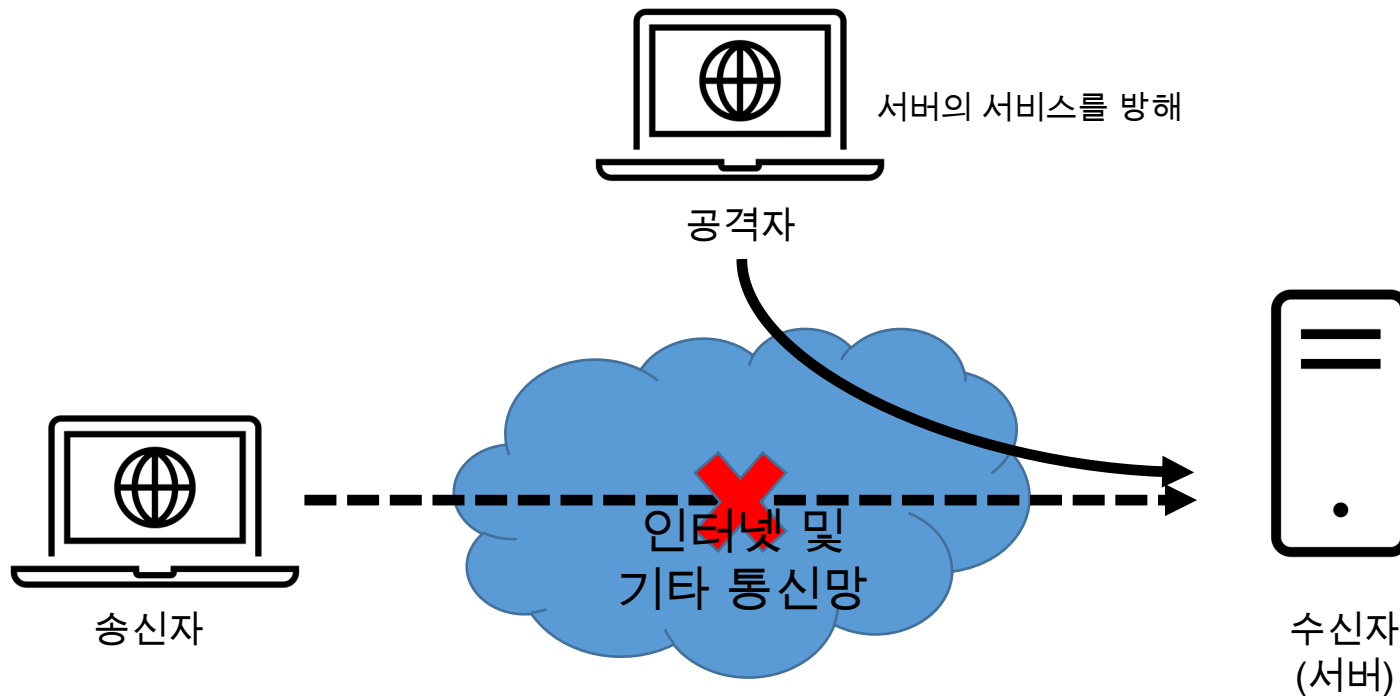 서버의 서비스를 방해
공격자
인터넷 및
기타 통신망
송신자
수신자
(서버)